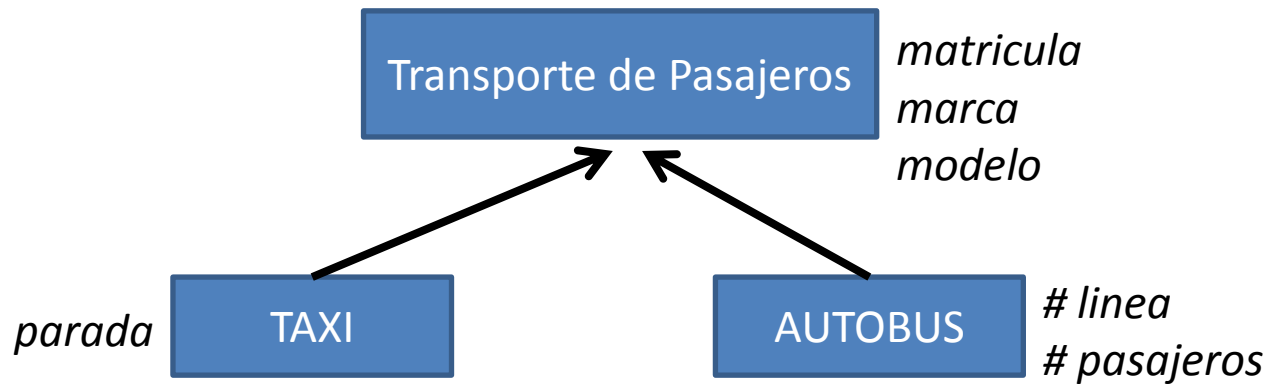 Transporte de Pasajeros
matricula
marca
modelo
parada
TAXI
AUTOBUS
# linea
# pasajeros